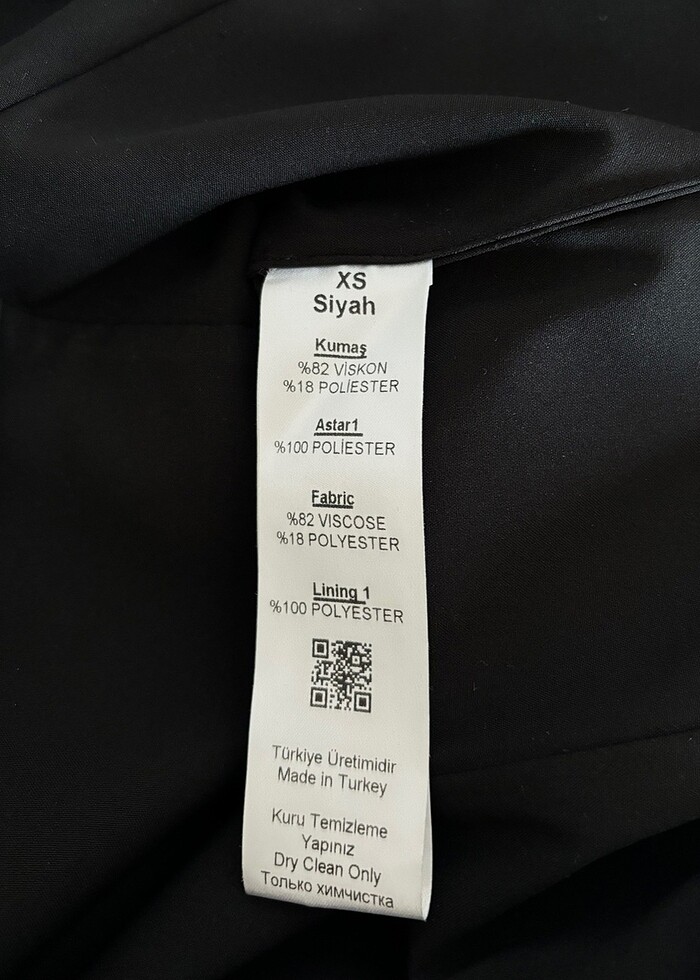 XS
Siyah
Kumaş
%82 VİSKON
%18 POLİESTER
Astar1
%100 POLİESTER
Fabric
%82 VISCOSE
%18 POLYESTER
Lining 1
%100 POLYESTER
Türkiye Üretimidir
Made in Turkey
Kuru Temizleme
Yapınız
Dry Clean Only
Только химчистка